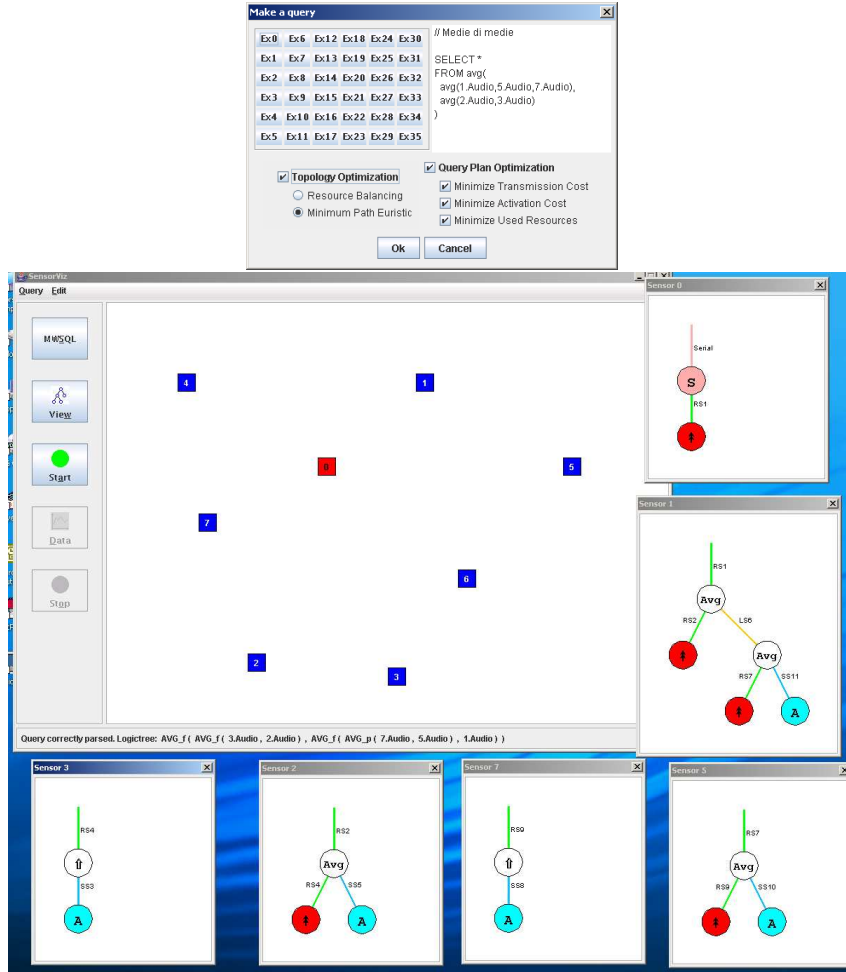 Make a query
Ex0 Ex6 Ex12 Ex18 Ex24 Ex30
Ex1 Ex7 Ex13 Ex19 Ex25 Ex31
Ex2 Ex8 Ex14 Ex20 Ex26 Ex32
Ex3 Ex9 Ex15 Ex21 Ex27 Ex33
Ex4 Ex10 Ex16 Ex22 Ex28 Ex34
Ex5 Ex11 Ex17 Ex23 Ex29 Ex35
// Medie di medie
SELECT *
FROM avg(
avg(1.Audio,5.Audio,7.Audio),
avg(2.Audio,3.Audio)
)
Topology Optimization
Resource Balancing
Minimum Path Euristic
Query Plan Optimization
Minimize Transmission Cost
Minimize Activation Cost
Minimize Used Resources
Ok Cancel
SensorViz
Query Edit
MWSQL
View
Start
Data
Stop
4
1
0
5
7
6
2
3
Query correctly parsed. Logictree: AVG_f ( AVG_f ( 3.Audio , 2.Audio ) , AVG_f ( AVG_p ( 7.Audio , 5.Audio ) , 1.Audio ) )
Sensor 0
Serial
S
RS1
Sensor 1
RS1
Avg
RS2 LS6
Avg
RS7 SS11
A
Sensor 3
RS4
SS3
A
Sensor 2
RS2
Avg
RS4 SS5
A
Sensor 7
RS9
SS8
A
Sensor 5
RS7
Avg
RS9 SS10
A